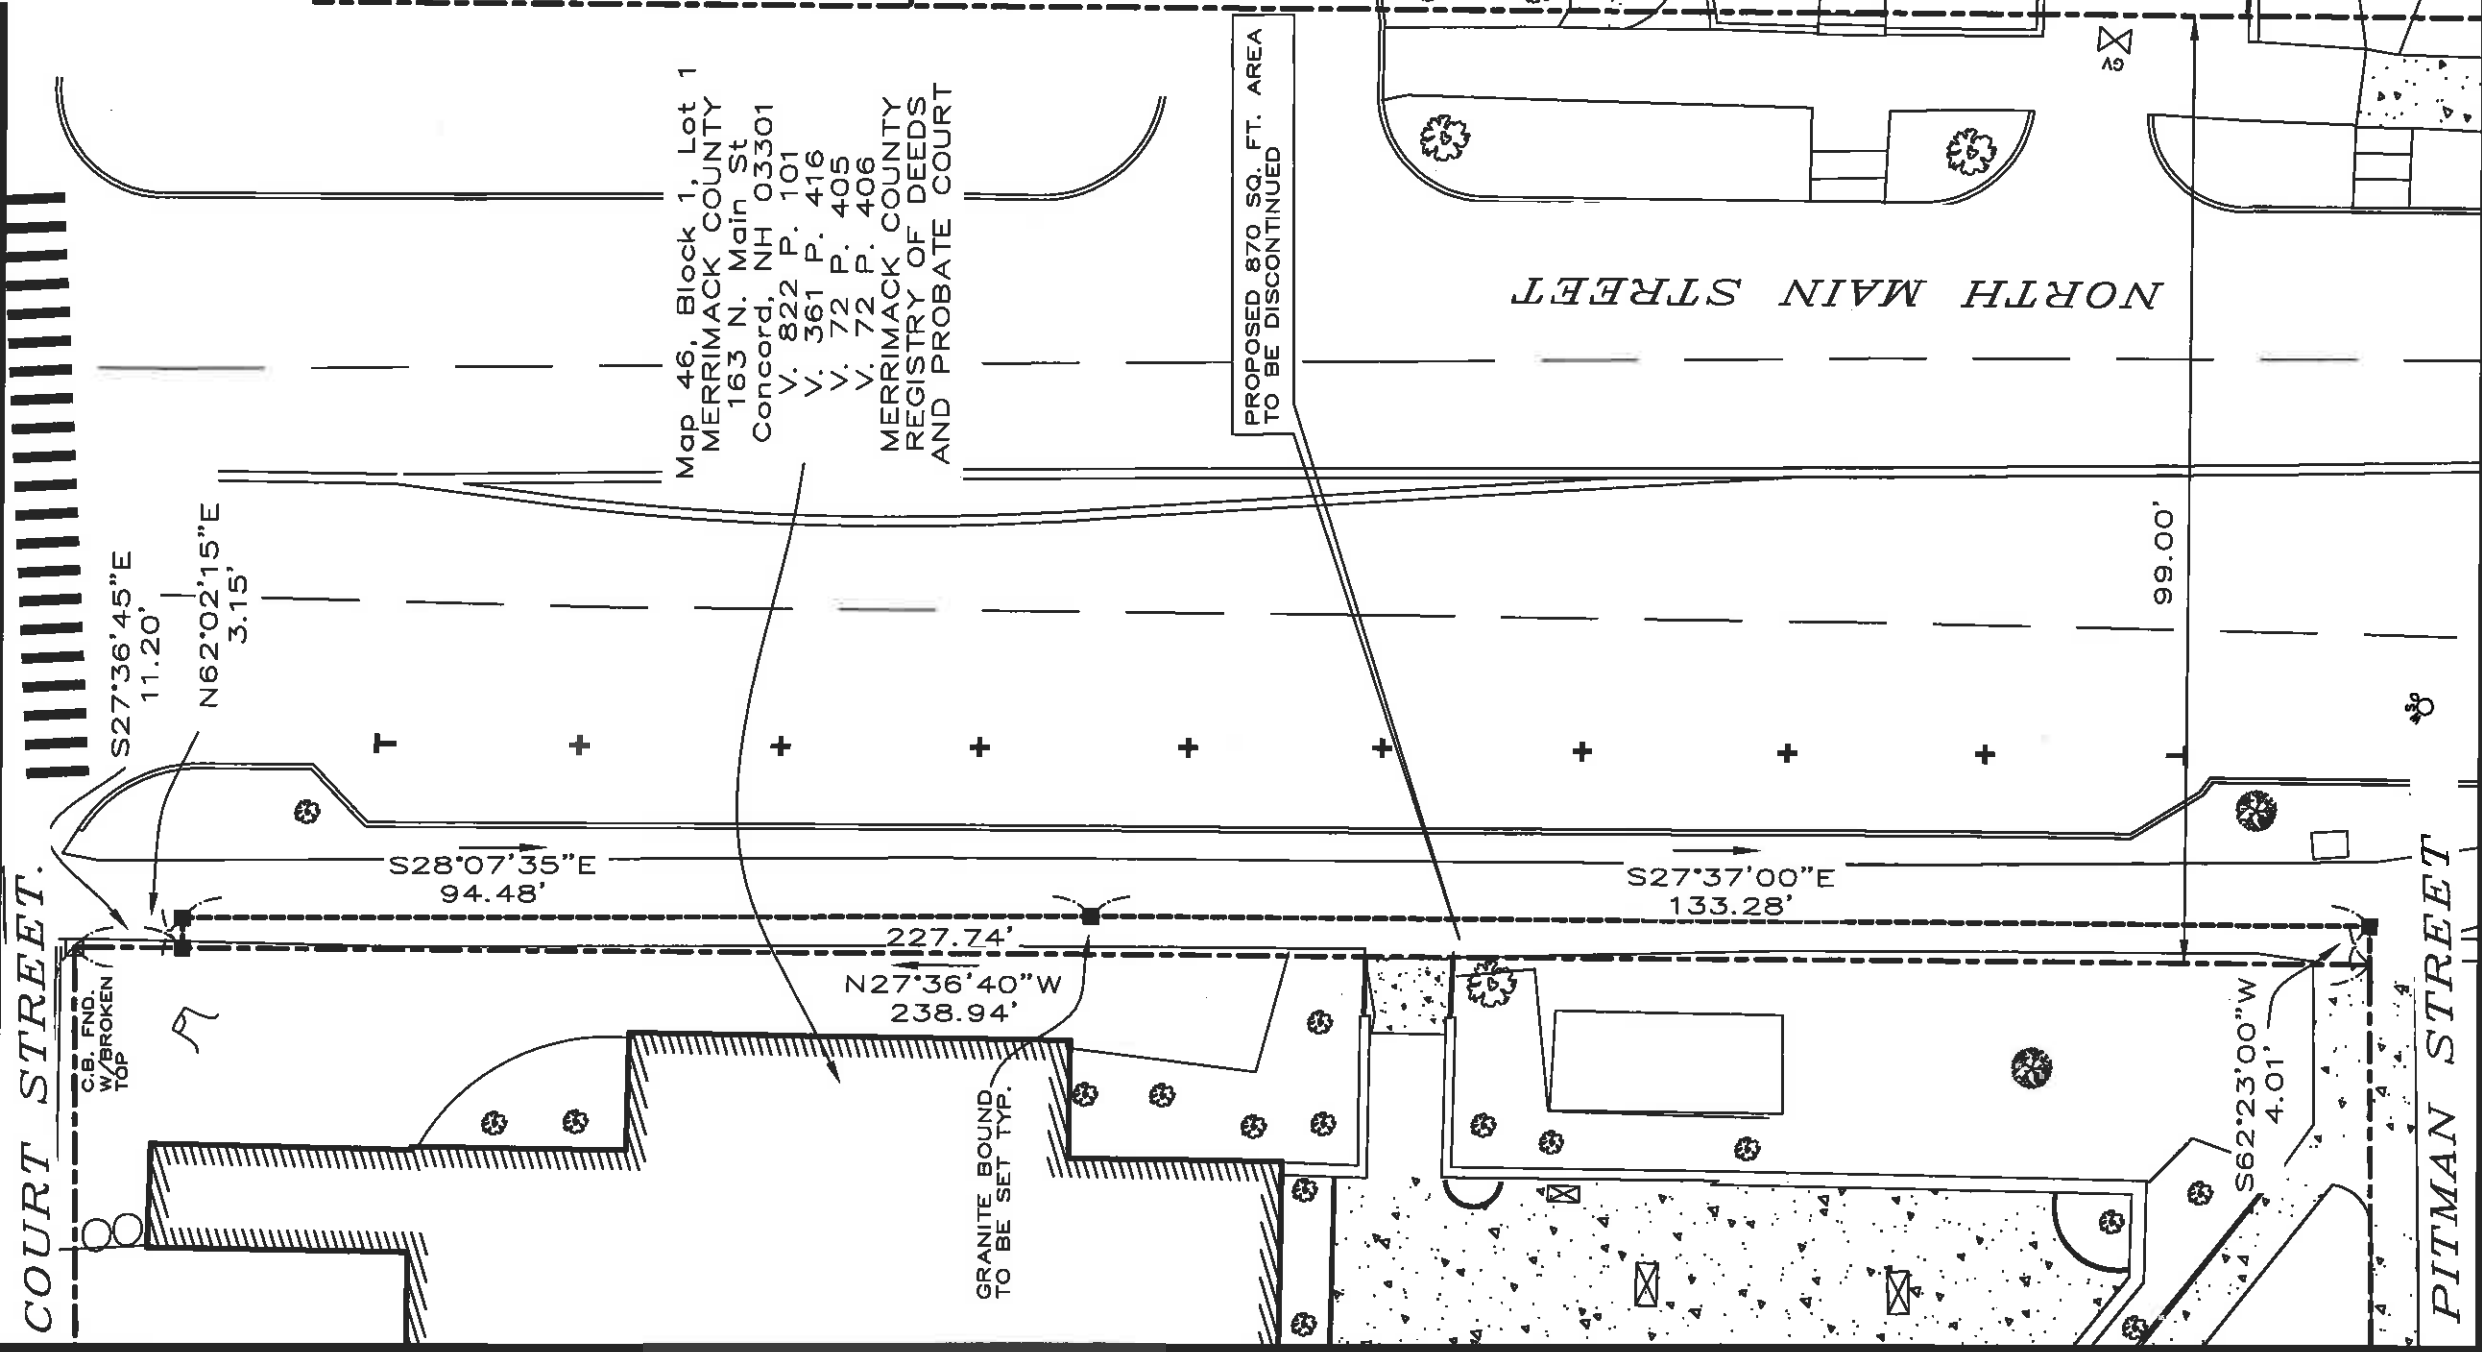 Map 46, Block 1, Lot 1
MERRIMACK COUNTY
163 N. Main St
Concord, NH 03301
V. 822 P. 101
V. 361 P. 416
V. 72 P. 405
V. 72 P. 406
MERRIMACK COUNTY
REGISTRY OF DEEDS
AND PROBATE COURT
PROPOSED 870 SQ. FT. AREA
TO BE DISCONTINUED
GV
NORTH MAIN STREET
99.00'
S27°36'45"E
11.20'
N62°02'15"E
3.15'
S28°07'35"E
94.48'
S27°37'00"E
133.28'
227.74'
N27°36'40"W
238.94'
COURT STREET.
C.B. FND.
W/BROKEN
TOP
GRANITE BOUND
TO BE SET TYP.
S62°23'00"W
4.01'
PITMAN STREET